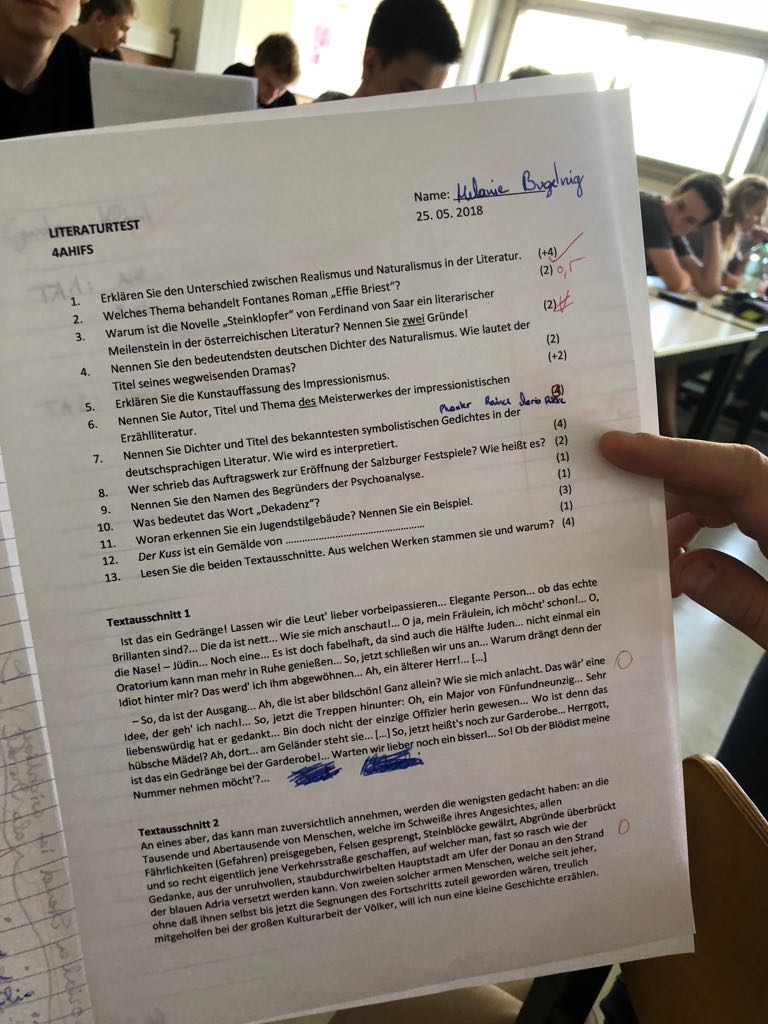 Name: Melanie Bugelnig
25. 05. 2018
LITERATURTEST
4AHIFS
1. Erklären Sie den Unterschied zwischen Realismus und Naturalismus in der Literatur. (+4)
2. Welches Thema behandelt Fontanes Roman „Effie Briest“? (2) 0,5
3. Warum ist die Novelle „Steinklopfer“ von Ferdinand von Saar ein literarischer
Meilenstein in der österreichischen Literatur? Nennen Sie zwei Gründe! (2)
4. Nennen Sie den bedeutendsten deutschen Dichter des Naturalismus. Wie lautet der
Titel seines wegweisenden Dramas? (2)
5. Erklären Sie die Kunstauffassung des Impressionismus. (+2)
6. Nennen Sie Autor, Titel und Thema des Meisterwerkes der impressionistischen
Erzählliteratur. (4)
Rainer
7. Nennen Sie Dichter und Titel des bekanntesten symbolistischen Gedichtes in der
deutschsprachigen Literatur. Wie wird es interpretiert. (4)
8. Wer schrieb das Auftragswerk zur Eröffnung der Salzburger Festspiele? Wie heißt es? (2)
9. Nennen Sie den Namen des Begründers der Psychoanalyse. (1)
10. Was bedeutet das Wort „Dekadenz“? (1)
11. Woran erkennen Sie ein Jugendstilgebäude? Nennen Sie ein Beispiel. (3)
12. Der Kuss ist ein Gemälde von ................................................ (1)
13. Lesen Sie die beiden Textausschnitte. Aus welchen Werken stammen sie und warum? (4)
Textausschnitt 1
Ist das ein Gedränge! Lassen wir die Leut' lieber vorbeipassieren... Elegante Person... ob das echte
Brillanten sind?... Die da ist nett... Wie sie mich anschaut!... O ja, mein Fräulein, ich möcht' schon!... O,
die Nase! – Jüdin... Noch eine... Es ist doch fabelhaft, da sind auch die Hälfte Juden... nicht einmal ein
Oratorium kann man mehr in Ruhe genießen... So, jetzt schließen wir uns an... Warum drängt denn der
Idiot hinter mir? Das werd' ich ihm abgewöhnen... Ah, ein älterer Herr!... [...]
– So, da ist der Ausgang... Ah, die ist aber bildschön! Ganz allein? Wie sie mich anlacht. Das wär' eine
Idee, der geh' ich nach!... So, jetzt die Treppen hinunter: Oh, ein Major von Fünfundneunzig... Sehr
liebenswürdig hat er gedankt... Bin doch nicht der einzige Offizier herin gewesen... Wo ist denn das
hübsche Mädel? Ah, dort... am Geländer steht sie... [...] So, jetzt heißt's noch zur Garderobe... Herrgott,
ist das ein Gedränge bei der Garderobe!... Warten wir lieber noch ein bisserl... So! Ob der Blödist meine
Nummer nehmen möcht'?...
Textausschnitt 2
An eines aber, das kann man zuversichtlich annehmen, werden die wenigsten gedacht haben: an die
Tausende und Abertausende von Menschen, welche im Schweiße ihres Angesichtes, allen
Fährlichkeiten (Gefahren) preisgegeben, Felsen gesprengt, Steinblöcke gewälzt, Abgründe überbrückt
und so recht eigentlich jene Verkehrsstraße geschaffen, auf welcher man, fast so rasch wie der
Gedanke, aus der unruhvollen, staubdurchwirbelten Hauptstadt am Ufer der Donau an den Strand
der blauen Adria versetzt werden kann. Von zweien solcher armen Menschen, welche seit jeher,
ohne daß ihnen selbst bis jetzt die Segnungen des Fortschritts zuteil geworden wären, treulich
mitgeholfen bei der großen Kulturarbeit der Völker, will ich nun eine kleine Geschichte erzählen.